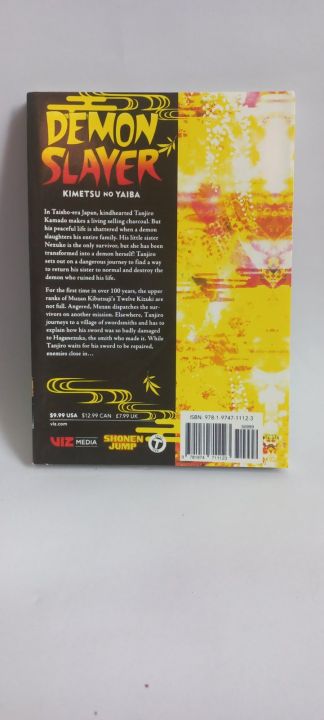 DEMON
SLAYER
KIMETSU NO YAIBA
In Taisho-era Japan, kindhearted Tanjiro
Kamado makes a living selling charcoal. But
his peaceful life is shattered when a demon
slaughters his entire family. His little sister
Nezuko is the only survivor, but she has been
transformed into a demon herself! Tanjiro
sets out on a dangerous journey to find a way
to return his sister to normal and destroy the
demon who ruined his life.
For the first time in over 100 years, the upper
ranks of Muzan Kibutsuji's Twelve Kizuki are
not full. Angered, Muzan dispatches the sur-
vivors on another mission. Elsewhere, Tanjiro
journeys to a village of swordsmiths and has to
explain how his sword was so badly damaged
to Haganezuka, the smith who made it. While
Tanjiro waits for his sword to be repaired,
enemies close in...
$9.99 USA $12.99 CAN £7.99 UK
viz.com
VIZ MEDIA
SHONEN
JUMP
T
ISBN: 978-1-9747-1112-3
50999
9 781974 711123